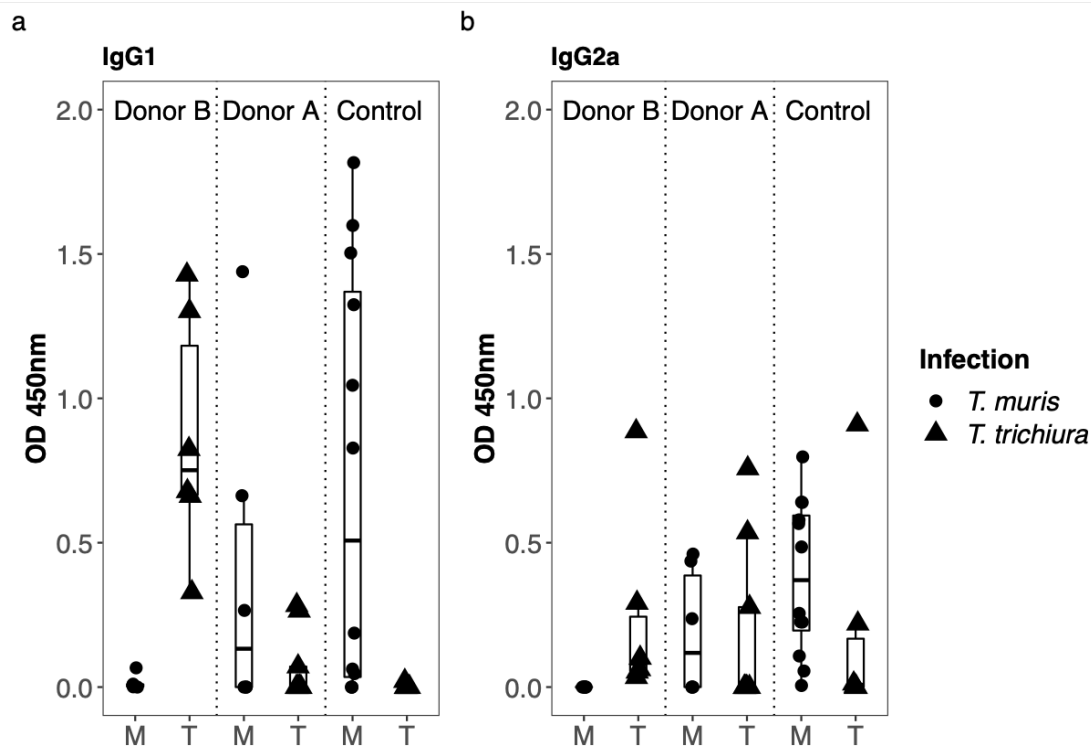 a
IgG1
Donor B Donor A Control
2.0
1.5
1.0
0.5
0.0
OD 450nm
M T M T M T
b
IgG2a
Donor B Donor A Control
2.0
1.5
1.0
0.5
0.0
OD 450nm
M T M T M T
Infection
T. muris
T. trichiura